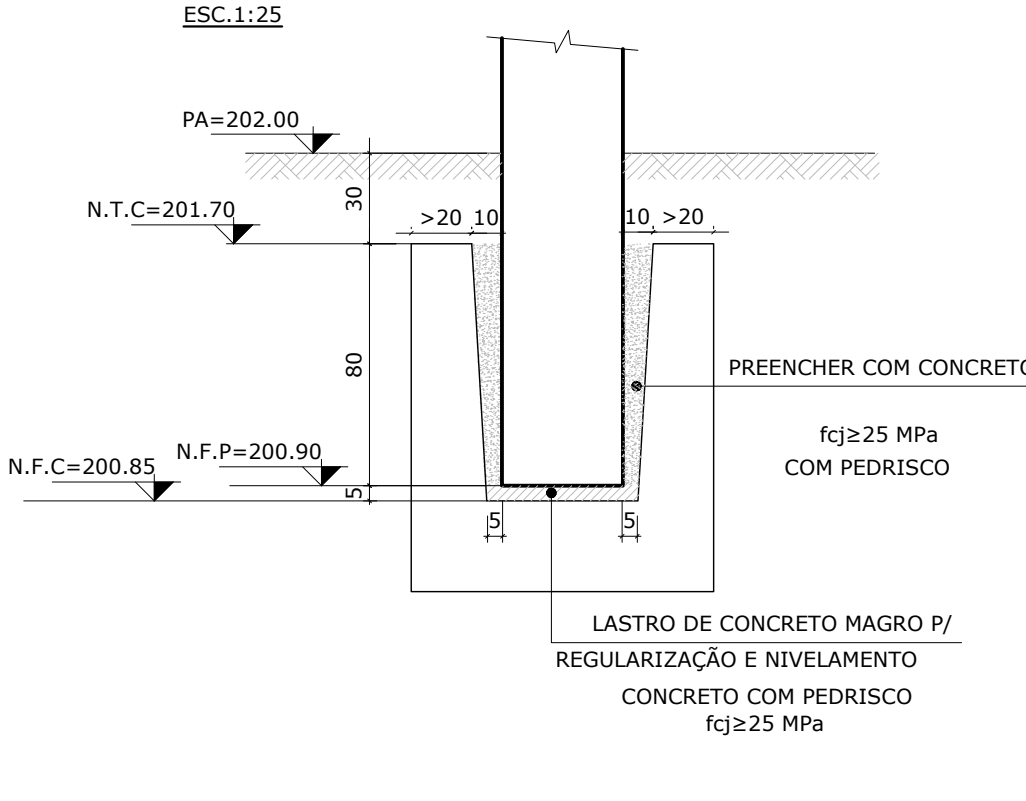 ESC.1:25
PA=202.00
30
N.T.C=201.70
>20 10
10 >20
80
PREENCHER COM CONCRETO
fcj≥25 MPa
COM PEDRISCO
N.F.P=200.90
N.F.C=200.85
5
5
5
LASTRO DE CONCRETO MAGRO P/
REGULARIZAÇÃO E NIVELAMENTO
CONCRETO COM PEDRISCO
fcj≥25 MPa